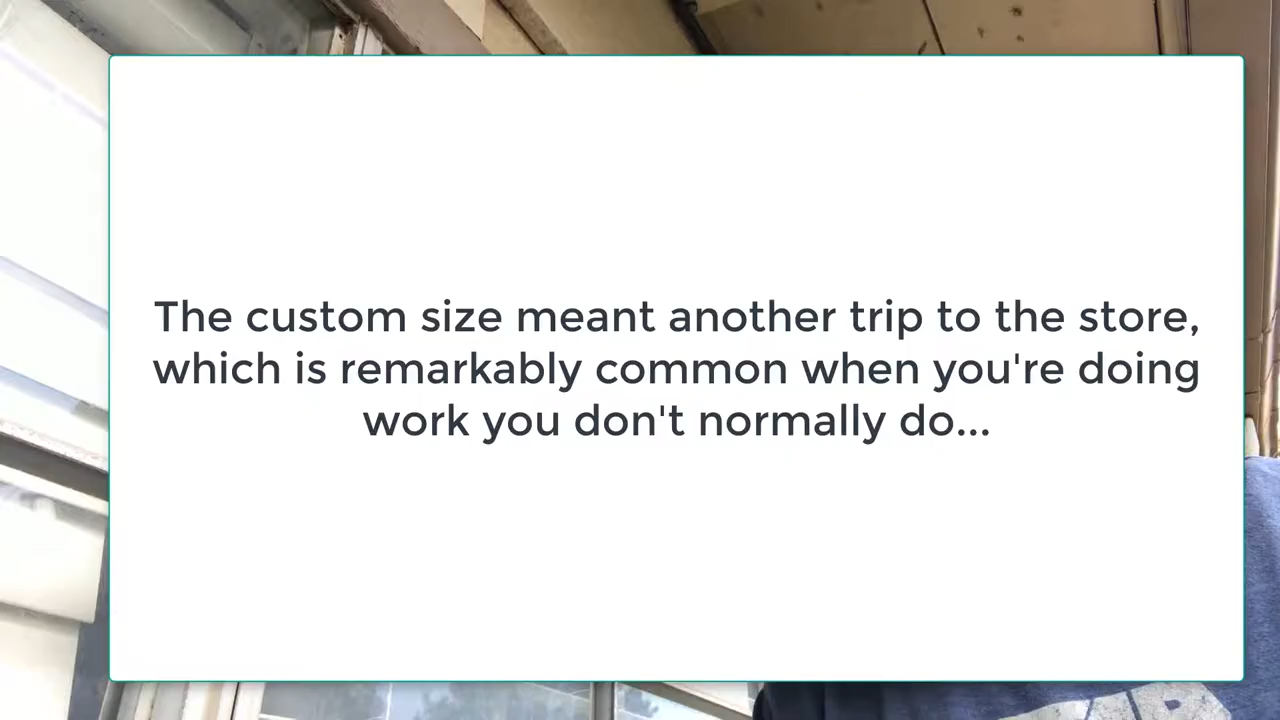 The custom size meant another trip to the store,
which is remarkably common when you're doing
work you don't normally do...